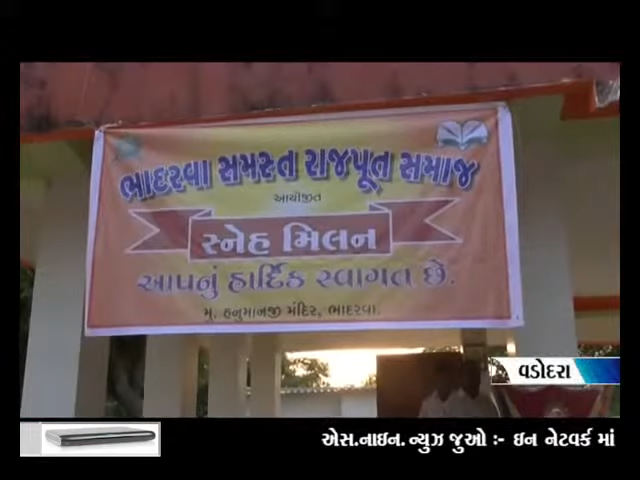 ભાદરવા સમસ્ત રાજપૂત સમાજ
આયોજીત
સ્નેહ મિલન
આપનું હાર્દિક સ્વાગત છે.
મુ. હનુમાનજી મંદિર, ભાદરવા.
વડોદરા
એસ.નાઇન. ન્યુઝ જુઓ :- ઇન નેટવર્ક માં